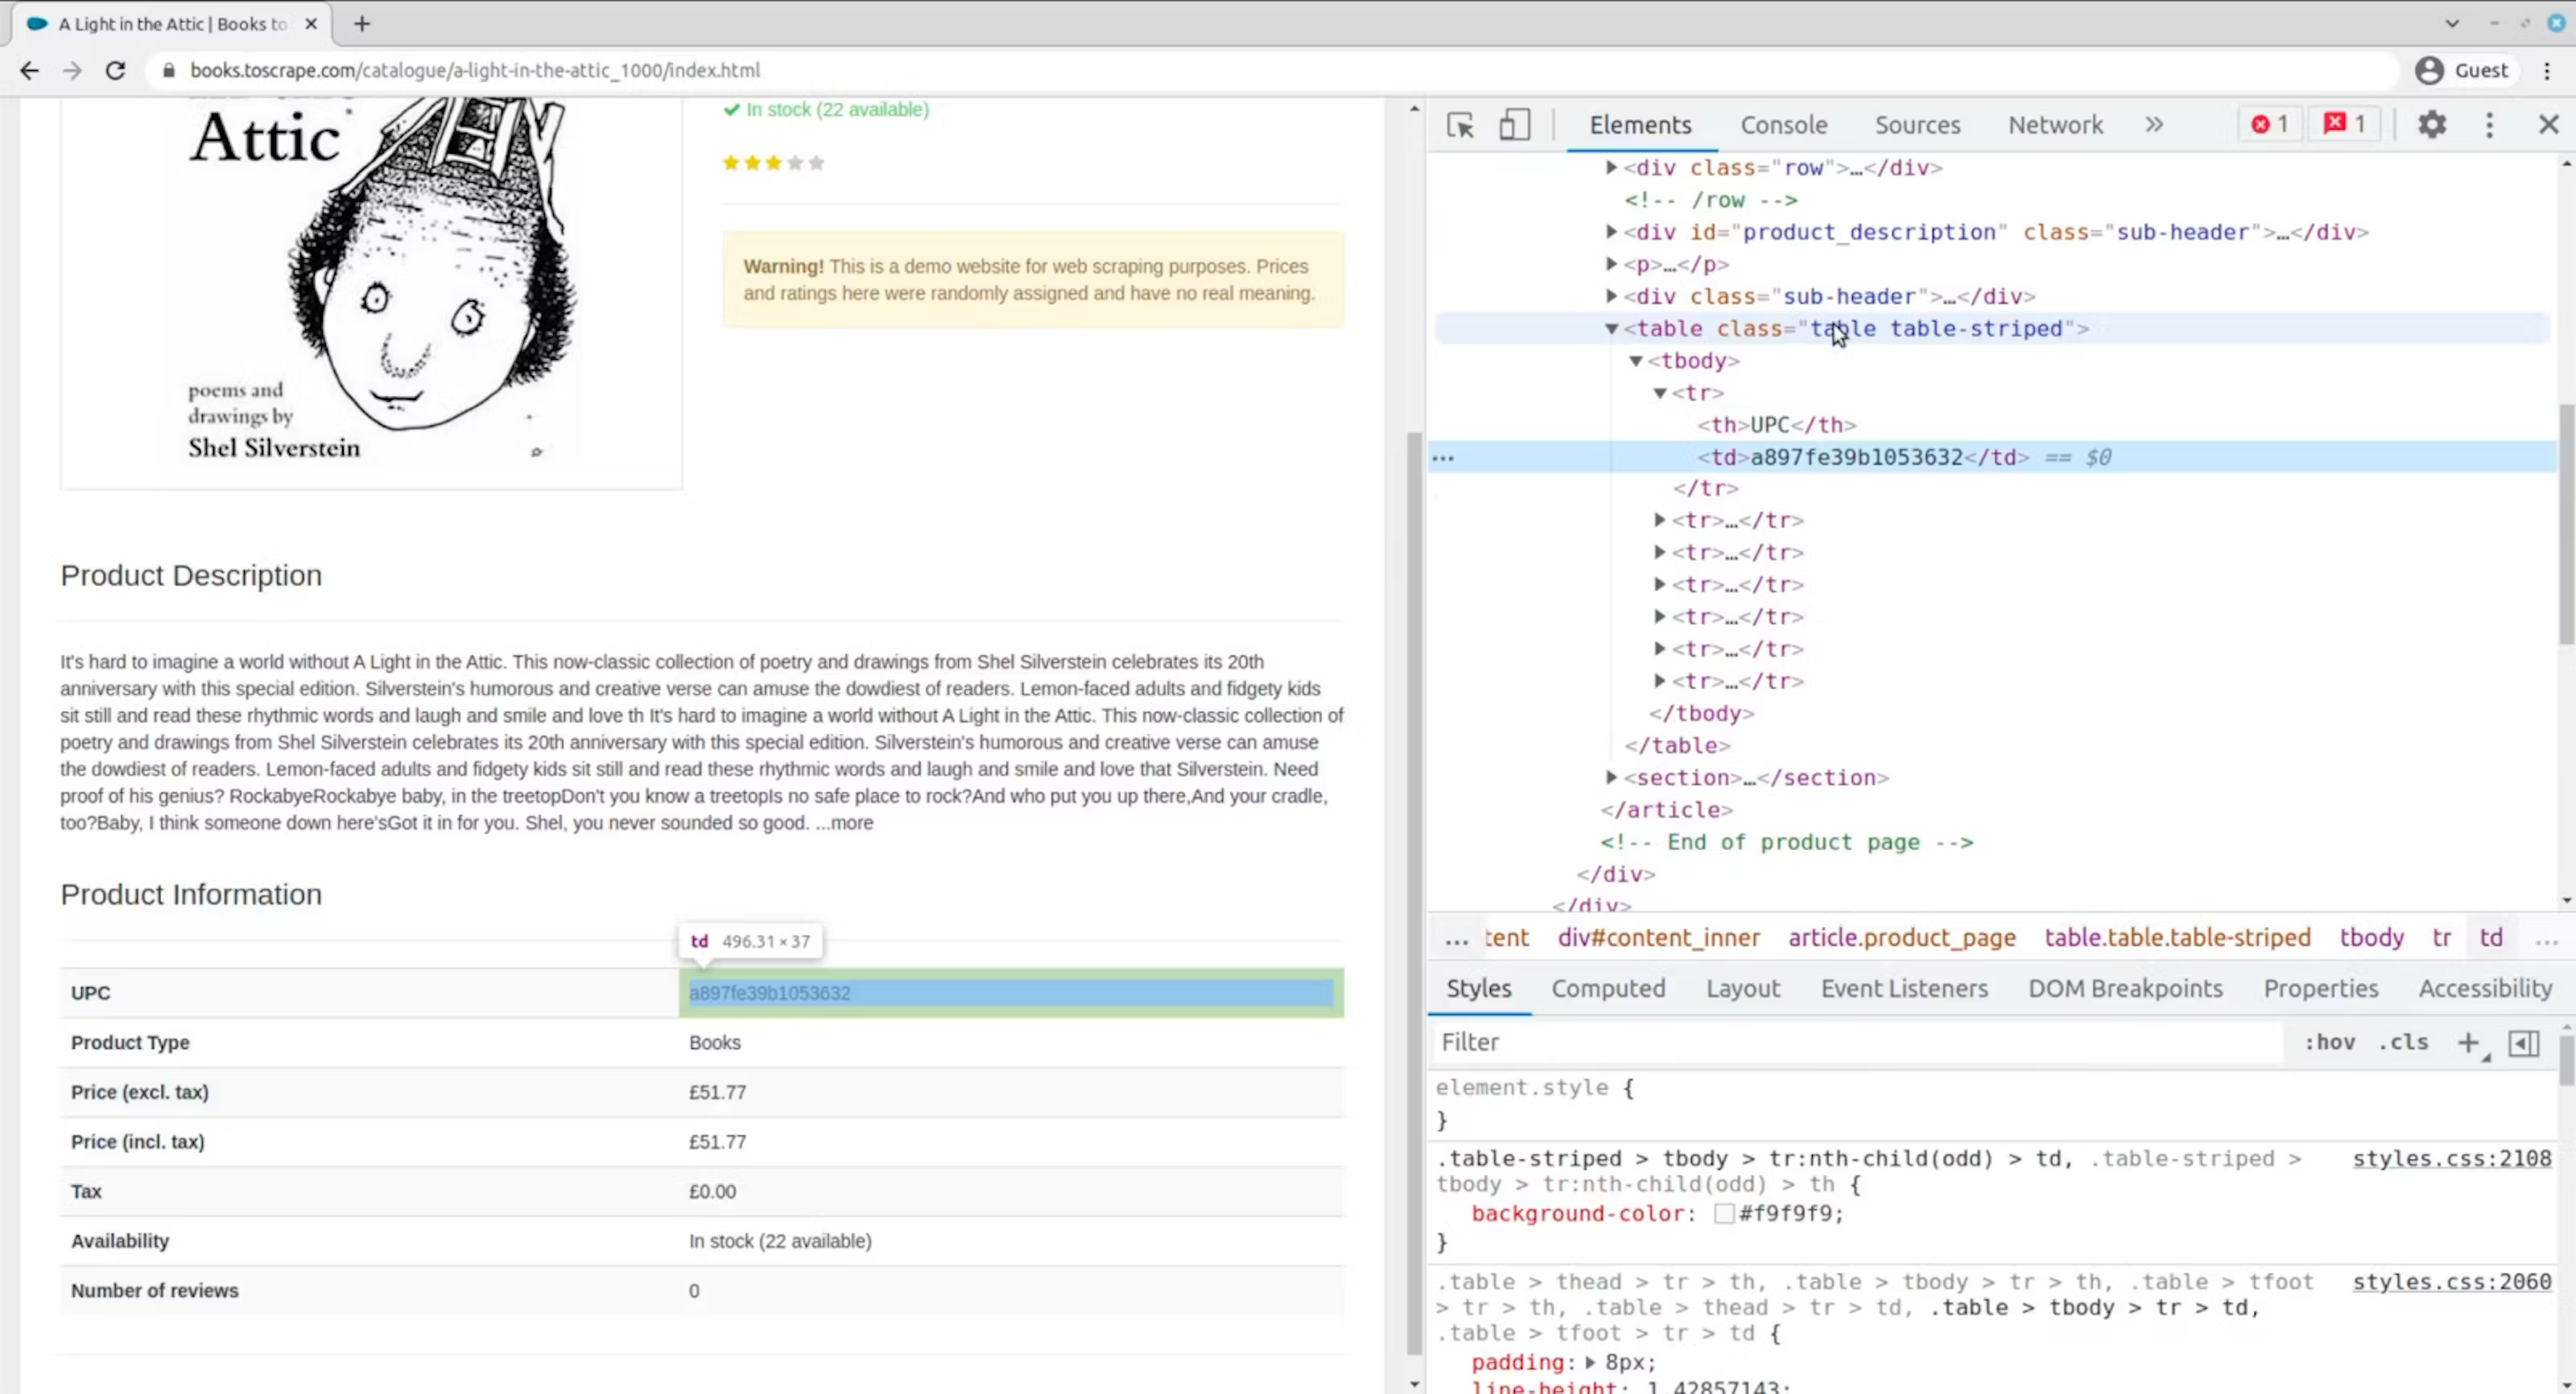 A Light in the Attic | Books to
books.toscrape.com/catalogue/a-light-in-the-attic_1000/index.html
Guest
Attic
poems and
drawings by
Shel Silverstein
In stock (22 available)
Warning! This is a demo website for web scraping purposes. Prices
and ratings here were randomly assigned and have no real meaning.
Product Description
It's hard to imagine a world without A Light in the Attic. This now-classic collection of poetry and drawings from Shel Silverstein celebrates its 20th
anniversary with this special edition. Silverstein's humorous and creative verse can amuse the dowdiest of readers. Lemon-faced adults and fidgety kids
sit still and read these rhythmic words and laugh and smile and love th It's hard to imagine a world without A Light in the Attic. This now-classic collection of
poetry and drawings from Shel Silverstein celebrates its 20th anniversary with this special edition. Silverstein's humorous and creative verse can amuse
the dowdiest of readers. Lemon-faced adults and fidgety kids sit still and read these rhythmic words and laugh and smile and love that Silverstein. Need
proof of his genius? RockabyeRockabye baby, in the treetopDon't you know a treetopIs no safe place to rock?And who put you up there,And your cradle,
too?Baby, I think someone down here'sGot it in for you. Shel, you never sounded so good. ...more
Product Information
td 496.31 × 37
UPC a897fe39b1053632
Product Type Books
Price (excl. tax) £51.77
Price (incl. tax) £51.77
Tax £0.00
Availability In stock (22 available)
Number of reviews 0
Elements Console Sources Network » 1 1
<div class="row">…</div>
<!-- /row -->
<div id="product_description" class="sub-header">…</div>
<p>…</p>
<div class="sub-header">…</div>
<table class="table table-striped">
<tbody>
<tr>
<th>UPC</th>
<td>a897fe39b1053632</td> == $0
</tr>
<tr>…</tr>
<tr>…</tr>
<tr>…</tr>
<tr>…</tr>
<tr>…</tr>
<tr>…</tr>
</tbody>
</table>
<section>…</section>
</article>
<!-- End of product page -->
</div>
</div>
... tent div#content_inner article.product_page table.table.table-striped tbody tr td ...
Styles Computed Layout Event Listeners DOM Breakpoints Properties Accessibility
Filter :hov .cls +
element.style {
}
.table-striped > tbody > tr:nth-child(odd) > td, .table-striped > styles.css:2108
tbody > tr:nth-child(odd) > th {
background-color: #f9f9f9;
}
.table > thead > tr > th, .table > tbody > tr > th, .table > tfoot styles.css:2060
> tr > th, .table > thead > tr > td, .table > tbody > tr > td,
.table > tfoot > tr > td {
padding: 8px;
line-height: 1.42857143;